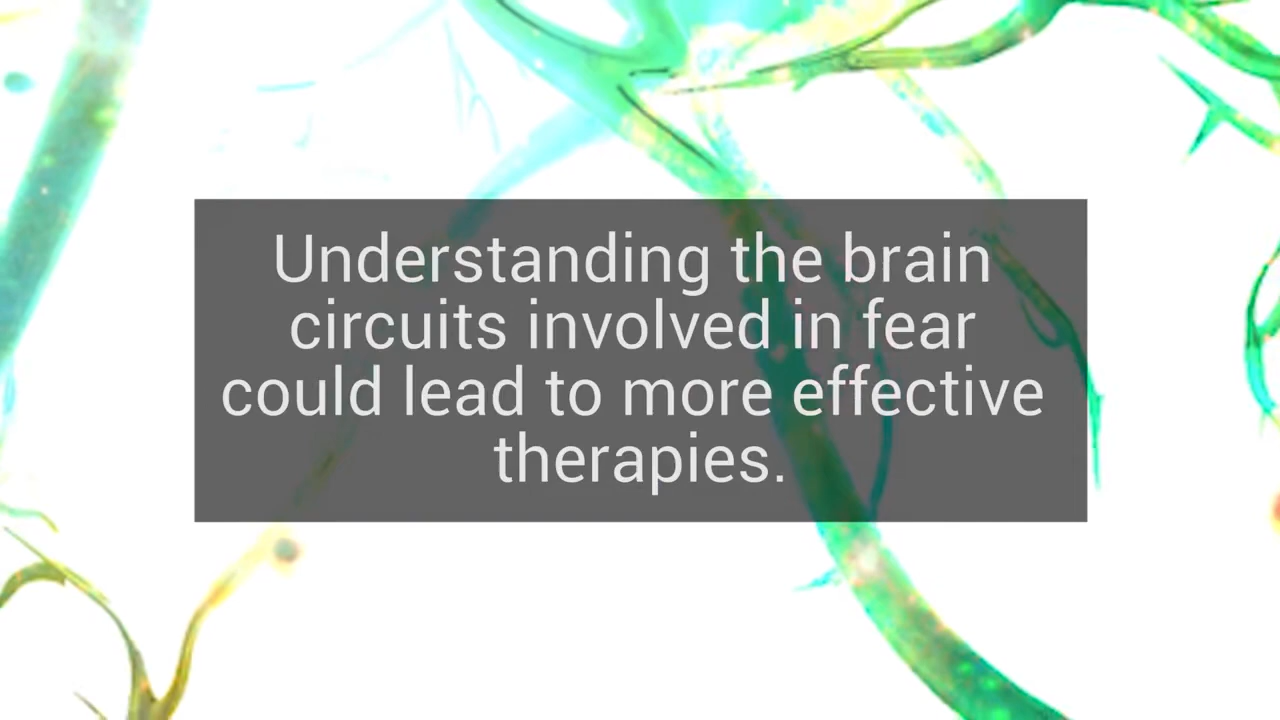 Understanding the brain
circuits involved in fear
could lead to more effective
therapies.